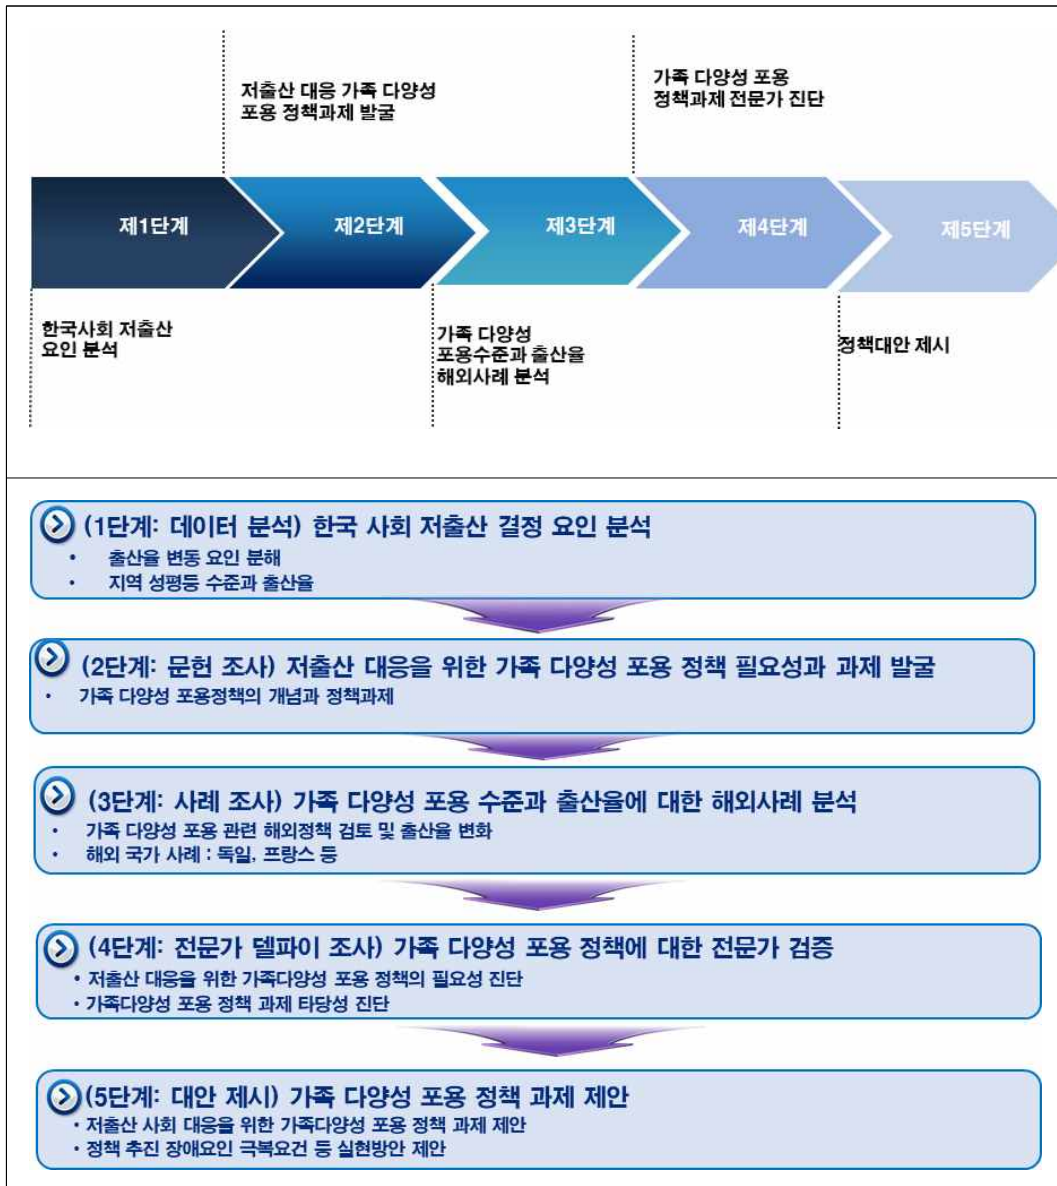 저출산 대응 가족 다양성
포용 정책과제 발굴
가족 다양성 포용
정책과제 전문가 진단
제1단계
제2단계
제3단계
제4단계
제5단계
한국사회 저출산
요인 분석
가족 다양성
포용수준과 출산율
해외사례 분석
정책대안 제시
(1단계: 데이터 분석) 한국 사회 저출산 결정 요인 분석
• 출산율 변동 요인 분해
• 지역 성평등 수준과 출산율
(2단계: 문헌 조사) 저출산 대응을 위한 가족 다양성 포용 정책 필요성과 과제 발굴
• 가족 다양성 포용정책의 개념과 정책과제
(3단계: 사례 조사) 가족 다양성 포용 수준과 출산율에 대한 해외사례 분석
• 가족 다양성 포용 관련 해외정책 검토 및 출산율 변화
• 해외 국가 사례 : 독일, 프랑스 등
(4단계: 전문가 델파이 조사) 가족 다양성 포용 정책에 대한 전문가 검증
• 저출산 대응을 위한 가족다양성 포용 정책의 필요성 진단
• 가족다양성 포용 정책 과제 타당성 진단
(5단계: 대안 제시) 가족 다양성 포용 정책 과제 제안
• 저출산 사회 대응을 위한 가족다양성 포용 정책 과제 제안
• 정책 추진 장애요인 극복요건 등 실현방안 제안